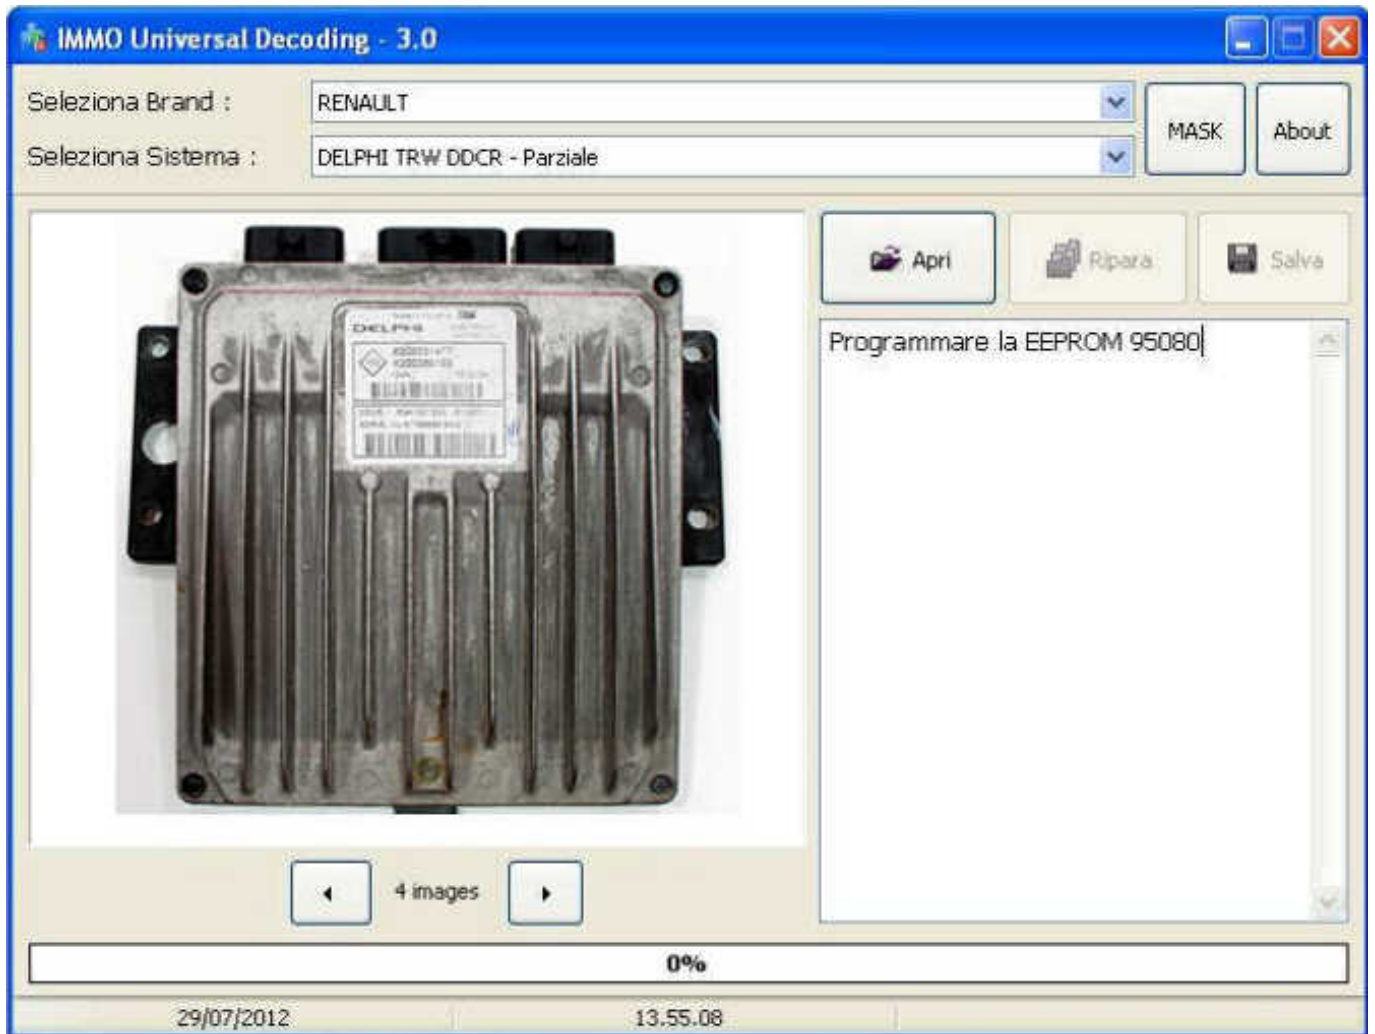 IMMO Universal Decoding - 3.0
Seleziona Brand :
RENAULT
MASK
About
Seleziona Sistema :
DELPHI TRW DDCR - Parziale
Apri
Ripara
Salva
Programmare la EEPROM 95080
DELPHI
4 images
0%
29/07/2012
13.55.08